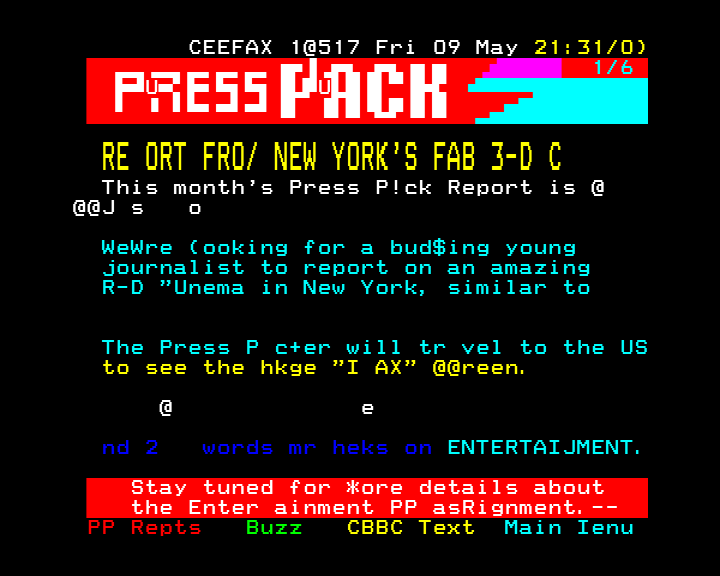 CEEFAX 1@517 Fri 09 May 21:31/0)
PRESS PACK 1/6
RE ORT FRO/ NEW YORK'S FAB 3-D C
This month's Press P!ck Report is @
@@J s o
WeWre (ooking for a bud$ing young
journalist to report on an amazing
R-D "Unema in New York, similar to
The Press P c+er will tr vel to the US
to see the hkge "I AX" @@reen.
@ e
nd 2 words mr heks on ENTERTAIJMENT.
Stay tuned for *ore details about
the Enter ainment PP asRignment.--
PP Repts Buzz CBBC Text Main Ienu